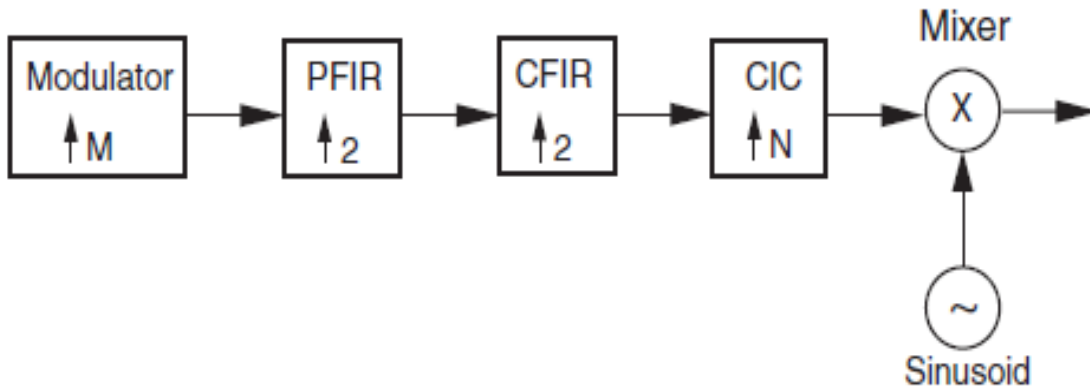 Mixer
Modulator
↑ M
PFIR
↑ 2
CFIR
↑ 2
CIC
↑ N
X
~
Sinusoid